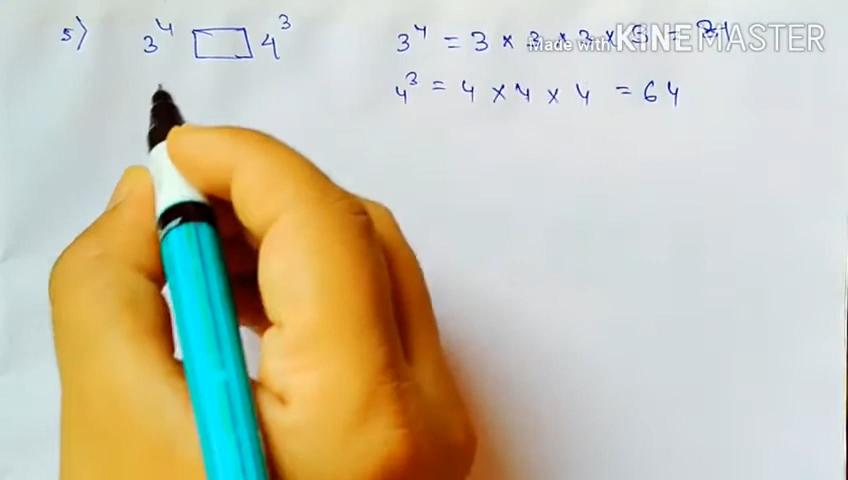 5) 3⁴ □ 4³ 3⁴ = 3 × 3 × 3 × 3 = 81
Made with KINEMASTER
4³ = 4 × 4 × 4 = 64